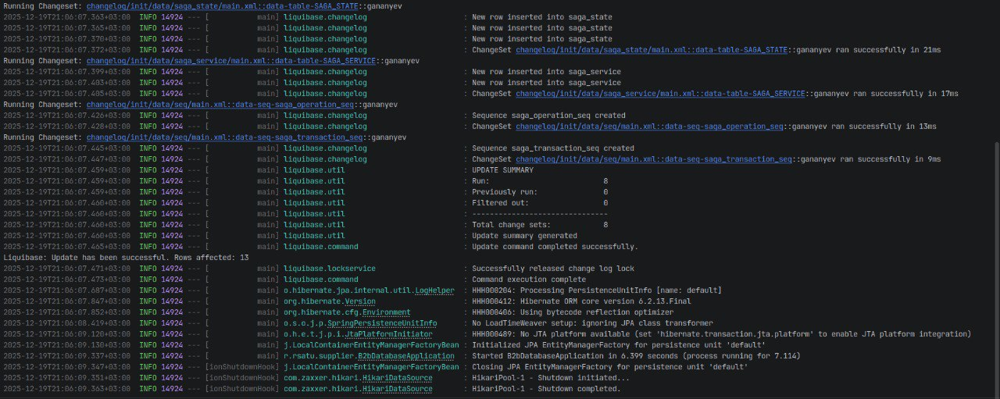 Running Changeset: changelog/init/data/saga_state/main.xml::data-table-SAGA_STATE::gananyev
2025-12-19T21:06:07.363+03:00  INFO 14924 --- [           main] liquibase.changelog                      : New row inserted into saga_state
2025-12-19T21:06:07.365+03:00  INFO 14924 --- [           main] liquibase.changelog                      : New row inserted into saga_state
2025-12-19T21:06:07.370+03:00  INFO 14924 --- [           main] liquibase.changelog                      : New row inserted into saga_state
2025-12-19T21:06:07.372+03:00  INFO 14924 --- [           main] liquibase.changelog                      : ChangeSet changelog/init/data/saga_state/main.xml::data-table-SAGA_STATE::gananyev ran successfully in 21ms
Running Changeset: changelog/init/data/saga_service/main.xml::data-table-SAGA_SERVICE::gananyev
2025-12-19T21:06:07.399+03:00  INFO 14924 --- [           main] liquibase.changelog                      : New row inserted into saga_service
2025-12-19T21:06:07.403+03:00  INFO 14924 --- [           main] liquibase.changelog                      : New row inserted into saga_service
2025-12-19T21:06:07.405+03:00  INFO 14924 --- [           main] liquibase.changelog                      : ChangeSet changelog/init/data/saga_service/main.xml::data-table-SAGA_SERVICE::gananyev ran successfully in 17ms
Running Changeset: changelog/init/data/seq/main.xml::data-seq-saga_operation_seq::gananyev
2025-12-19T21:06:07.426+03:00  INFO 14924 --- [           main] liquibase.changelog                      : Sequence saga_operation_seq created
2025-12-19T21:06:07.428+03:00  INFO 14924 --- [           main] liquibase.changelog                      : ChangeSet changelog/init/data/seq/main.xml::data-seq-saga_operation_seq::gananyev ran successfully in 13ms
Running Changeset: changelog/init/data/seq/main.xml::data-seq-saga_transaction_seq::gananyev
2025-12-19T21:06:07.445+03:00  INFO 14924 --- [           main] liquibase.changelog                      : Sequence saga_transaction_seq created
2025-12-19T21:06:07.447+03:00  INFO 14924 --- [           main] liquibase.changelog                      : ChangeSet changelog/init/data/seq/main.xml::data-seq-saga_transaction_seq::gananyev ran successfully in 9ms
2025-12-19T21:06:07.459+03:00  INFO 14924 --- [           main] liquibase.util                           : UPDATE SUMMARY
2025-12-19T21:06:07.459+03:00  INFO 14924 --- [           main] liquibase.util                           : Run:                          8
2025-12-19T21:06:07.459+03:00  INFO 14924 --- [           main] liquibase.util                           : Previously run:               0
2025-12-19T21:06:07.460+03:00  INFO 14924 --- [           main] liquibase.util                           : Filtered out:                 0
2025-12-19T21:06:07.460+03:00  INFO 14924 --- [           main] liquibase.util                           : -------------------------------
2025-12-19T21:06:07.460+03:00  INFO 14924 --- [           main] liquibase.util                           : Total change sets:            8
2025-12-19T21:06:07.465+03:00  INFO 14924 --- [           main] liquibase.util                           : Update summary generated
2025-12-19T21:06:07.468+03:00  INFO 14924 --- [           main] liquibase.command                        : Update command completed successfully.
Liquibase: Update has been successful. Rows affected: 13
2025-12-19T21:06:07.471+03:00  INFO 14924 --- [           main] liquibase.lockservice                    : Successfully released change log lock
2025-12-19T21:06:07.473+03:00  INFO 14924 --- [           main] liquibase.command                        : Command execution complete
2025-12-19T21:06:07.687+03:00  INFO 14924 --- [           main] o.hibernate.jpa.internal.util.LogHelper  : HHH000204: Processing PersistenceUnitInfo [name: default]
2025-12-19T21:06:07.847+03:00  INFO 14924 --- [           main] org.hibernate.Version                    : HHH000412: Hibernate ORM core version 6.2.13.Final
2025-12-19T21:06:07.852+03:00  INFO 14924 --- [           main] org.hibernate.cfg.Environment            : HHH000406: Using bytecode reflection optimizer
2025-12-19T21:06:08.419+03:00  INFO 14924 --- [           main] o.s.o.j.p.SpringPersistenceUnitInfo      : No LoadTimeWeaver setup: ignoring JPA class transformer
2025-12-19T21:06:09.120+03:00  INFO 14924 --- [           main] o.h.e.t.j.p.i.JtaPlatformInitiator       : HHH000489: No JTA platform available (set 'hibernate.transaction.jta.platform' to enable JTA platform integration)
2025-12-19T21:06:09.130+03:00  INFO 14924 --- [           main] j.LocalContainerEntityManagerFactoryBean : Initialized JPA EntityManagerFactory for persistence unit 'default'
2025-12-19T21:06:09.337+03:00  INFO 14924 --- [           main] r.rsatu.supplier.B2bDatabaseApplication  : Started B2bDatabaseApplication in 6.399 seconds (process running for 7.114)
2025-12-19T21:06:09.347+03:00  INFO 14924 --- [ionShutdownHook] j.LocalContainerEntityManagerFactoryBean : Closing JPA EntityManagerFactory for persistence unit 'default'
2025-12-19T21:06:09.351+03:00  INFO 14924 --- [ionShutdownHook] com.zaxxer.hikari.HikariDataSource       : HikariPool-1 - Shutdown initiated...
2025-12-19T21:06:09.363+03:00  INFO 14924 --- [ionShutdownHook] com.zaxxer.hikari.HikariDataSource       : HikariPool-1 - Shutdown completed.